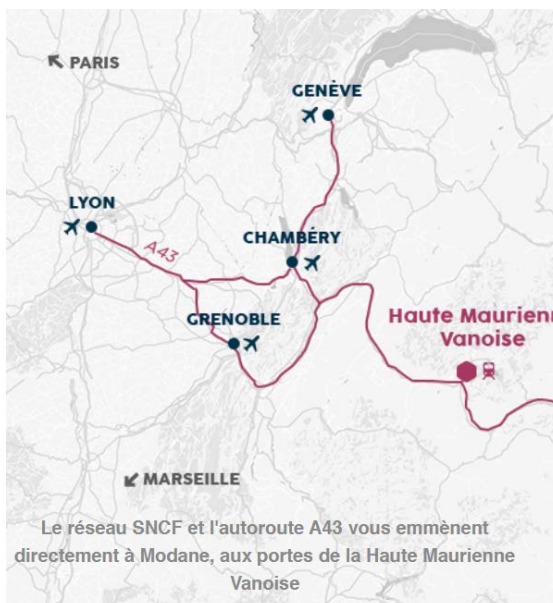 PARIS
GENÈVE
LYON
A43
CHAMBÉRY
GRENOBLE
Haute Maurienn
Vanoise
MARSEILLE
Le réseau SNCF et l'autoroute A43 vous emmènent
directement à Modane, aux portes de la Haute Maurienne
Vanoise